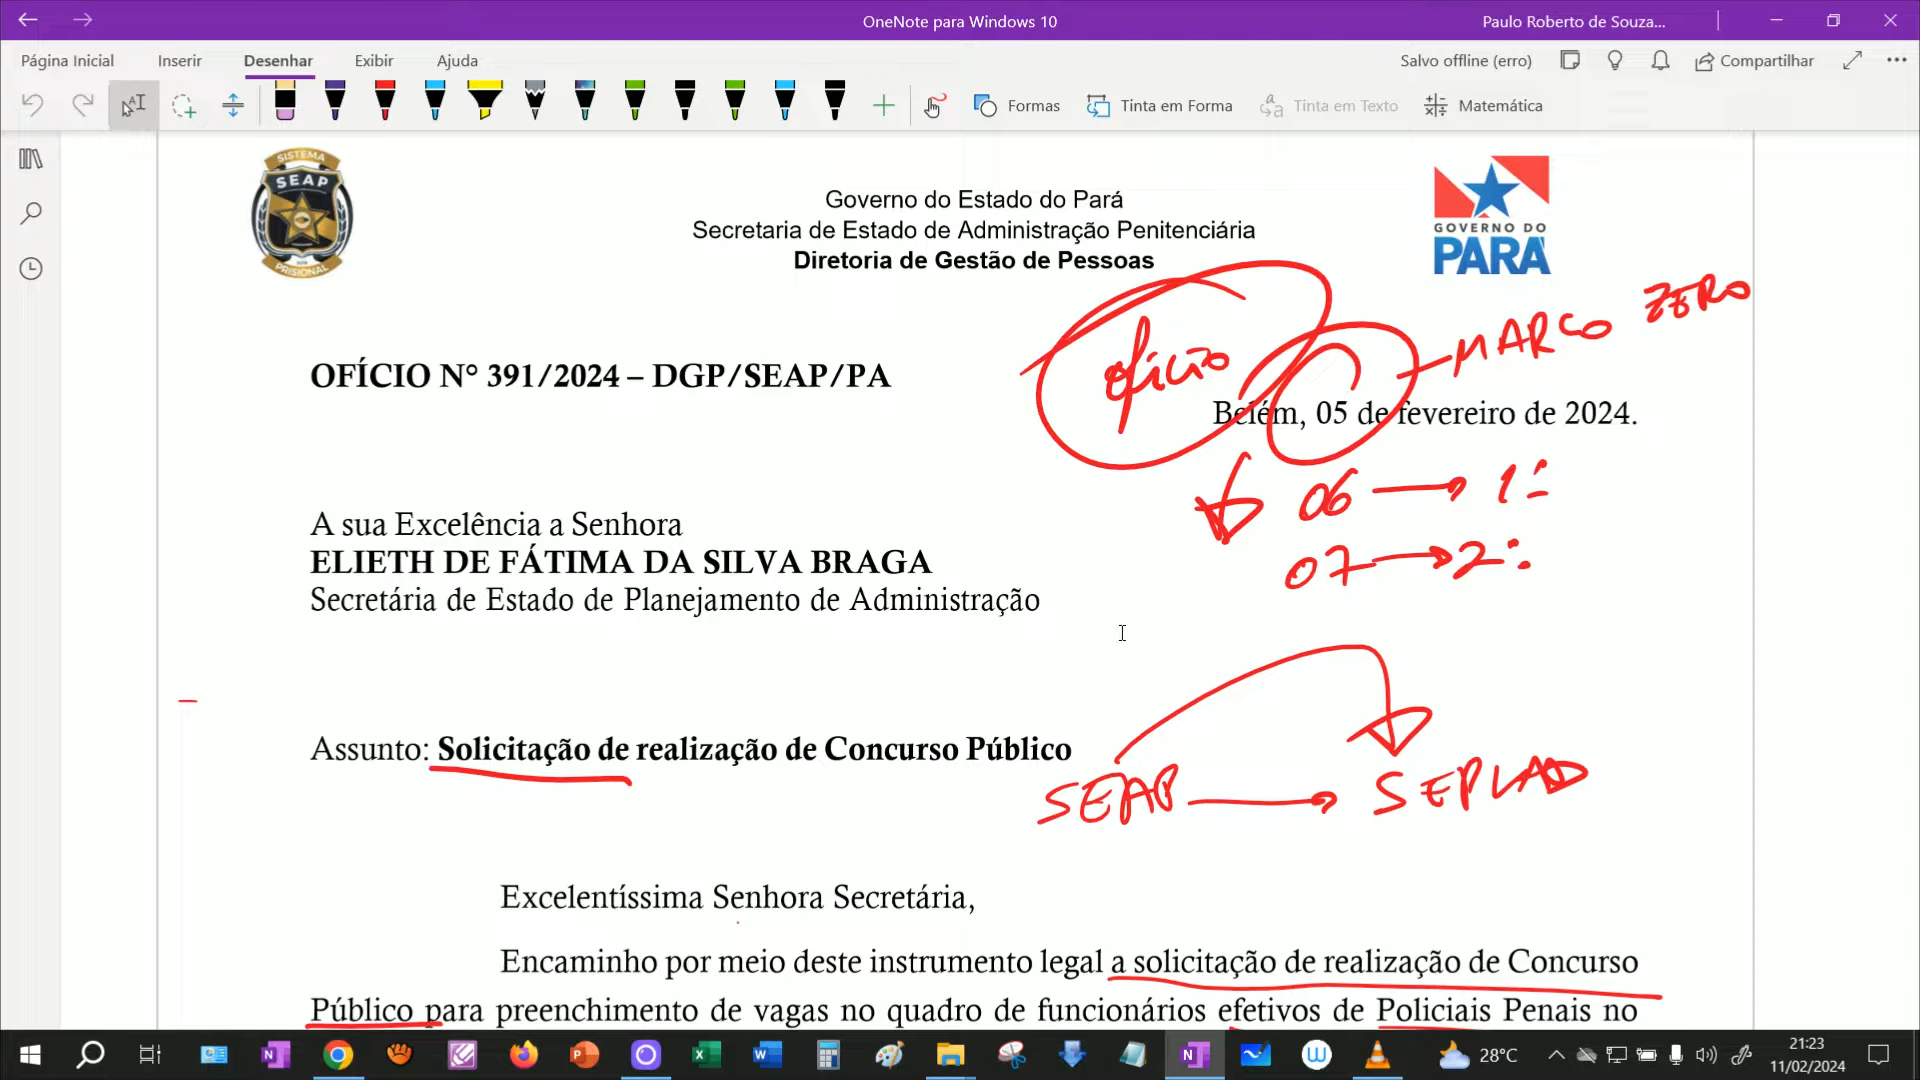 OneNote para Windows 10
Paulo Roberto de Souza...
Página Inicial
Inserir
Desenhar
Exibir
Ajuda
Salvo offline (erro)
Compartilhar
Formas
Tinta em Forma
Tinta em Texto
Matemática
SISTEMA
SEAP
PRISIONAL
Governo do Estado do Pará
Secretaria de Estado de Administração Penitenciária
Diretoria de Gestão de Pessoas
GOVERNO DO
PARÁ
MARCO ZERO
ofício
OFÍCIO N° 391/2024 – DGP/SEAP/PA
Belém, 05 de fevereiro de 2024.
06 → 1º
07 → 2º
A sua Excelência a Senhora
ELIETH DE FÁTIMA DA SILVA BRAGA
Secretária de Estado de Planejamento de Administração
Assunto: Solicitação de realização de Concurso Público
SEAP → SEPLAD
Excelentíssima Senhora Secretária,
Encaminho por meio deste instrumento legal a solicitação de realização de Concurso
Público para preenchimento de vagas no quadro de funcionários efetivos de Policiais Penais no
28°C
21:23
11/02/2024